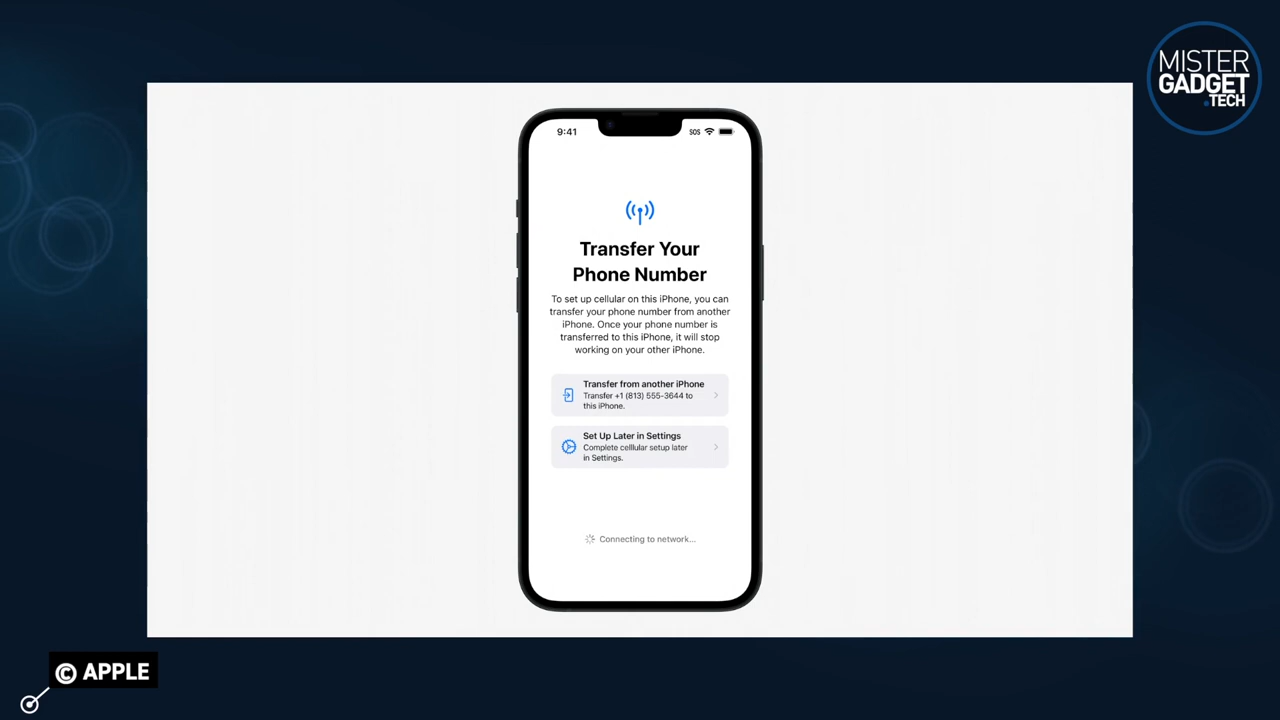 MISTER
GADGET
.TECH
9:41
SOS
Transfer Your
Phone Number
To set up cellular on this iPhone, you can
transfer your phone number from another
iPhone. Once your phone number is
transferred to this iPhone, it will stop
working on your other iPhone.
Transfer from another iPhone
Transfer +1 (813) 555-3644 to
this iPhone.
Set Up Later in Settings
Complete celllular setup later
in Settings.
Connecting to network...
© APPLE